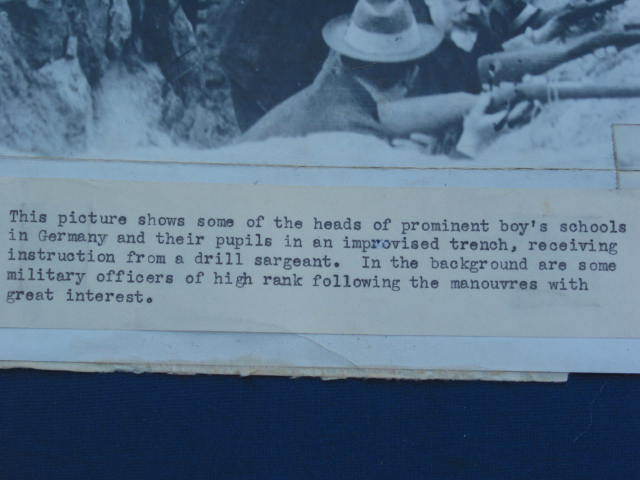 This picture shows some of the heads of prominent boy's schools
in Germany and their pupils in an improvised trench, receiving
instruction from a drill sargeant.  In the background are some
military officers of high rank following the manouvres with
great interest.